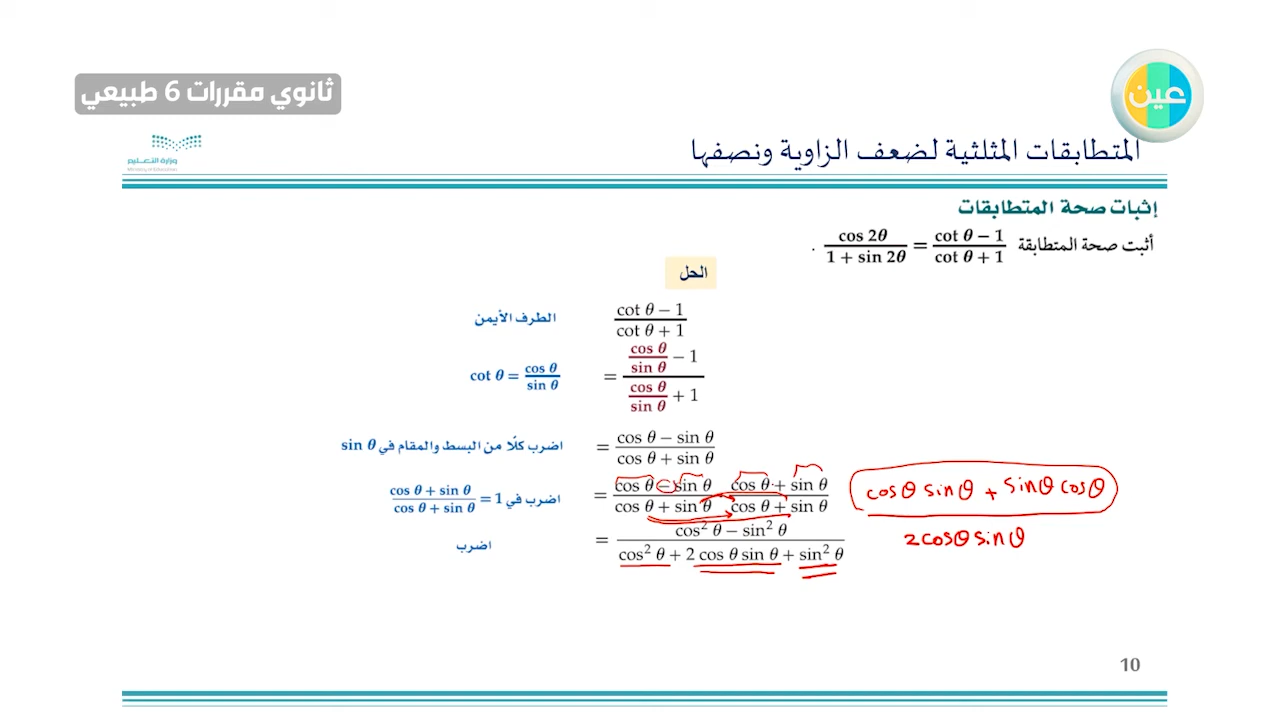 ثانوي مقررات 6 طبيعي
عين
وزارة التعليم
Ministry of Education
المتطابقات المثلثية لضعف الزاوية ونصفها
إثبات صحة المتطابقات
أثبت صحة المتطابقة cos 2θ / 1 + sin 2θ = cot θ − 1 / cot θ + 1 .
الحل
cot θ − 1 / cot θ + 1 الطرف الأيمن
= (cos θ / sin θ − 1) / (cos θ / sin θ + 1) cot θ = cos θ / sin θ
= cos θ − sin θ / cos θ + sin θ اضرب كلًا من البسط والمقام في sin θ
= cos θ − sin θ / cos θ + sin θ · cos θ + sin θ / cos θ + sin θ اضرب في 1 = cos θ + sin θ / cos θ + sin θ
cosθ sinθ + sinθ cosθ
= cos² θ − sin² θ / cos² θ + 2 cos θ sin θ + sin² θ اضرب
2cosθ sinθ
10